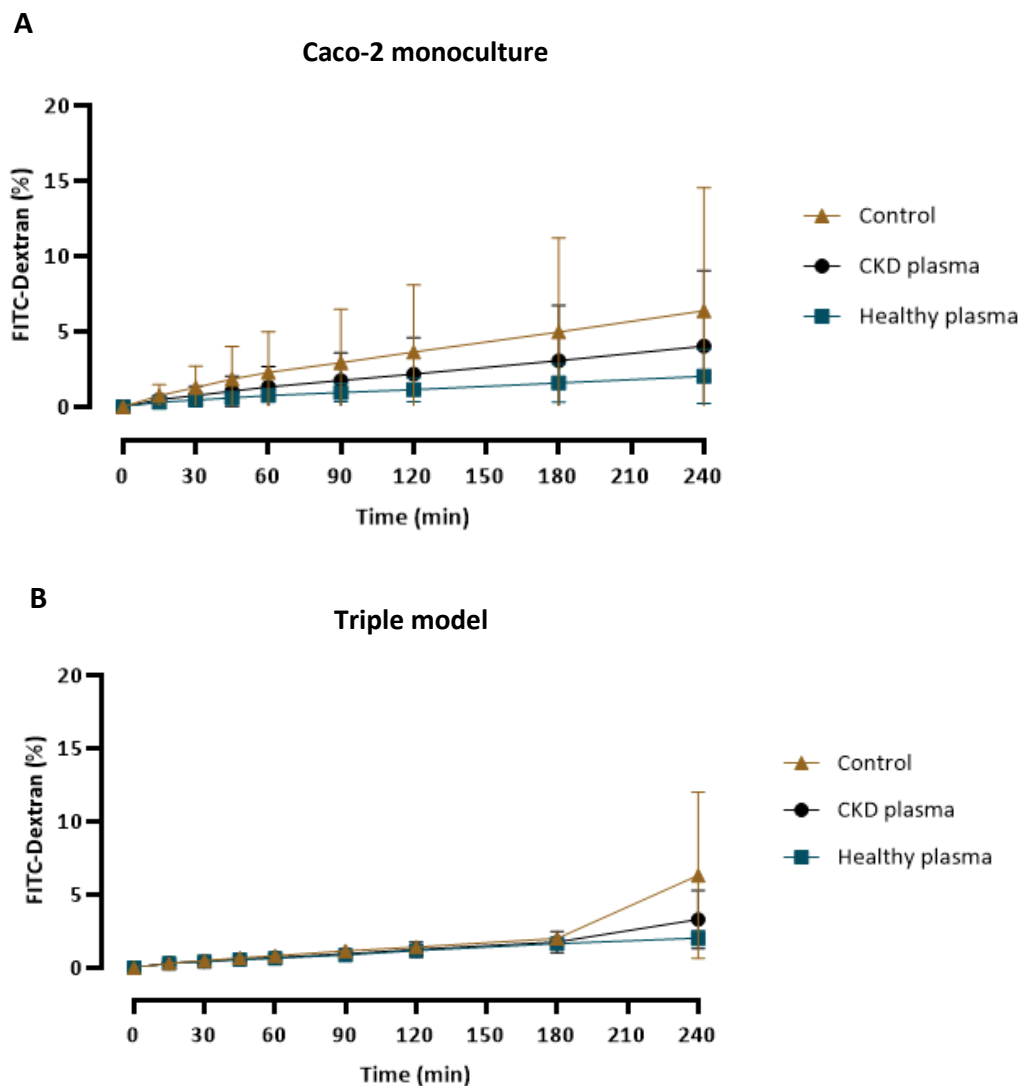 A
Caco-2 monoculture
FITC-Dextran (%)
20
15
10
5
0
0 30 60 90 120 150 180 210 240
Time (min)
Control
CKD plasma
Healthy plasma
B
Triple model
FITC-Dextran (%)
20
15
10
5
0
0 30 60 90 120 150 180 210 240
Time (min)
Control
CKD plasma
Healthy plasma